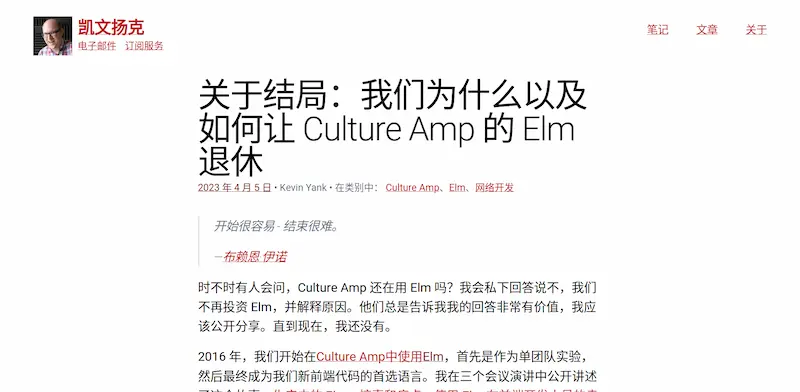 凯文扬克
电子邮件 订阅服务
笔记 文章 关于
关于结局：我们为什么以及
如何让 Culture Amp 的 Elm
退休
2023 年 4 月 5 日 • Kevin Yank • 在类别中： Culture Amp、Elm、网络开发
开始很容易 - 结束很难。
—布赖恩·伊诺
时不时有人会问，Culture Amp 还在用 Elm 吗？我会私下回答说不，我们
不再投资 Elm，并解释原因。他们总是告诉我我的回答非常有价值，我应
该公开分享。直到现在，我还没有。
2016 年，我们开始在Culture Amp中使用Elm，首先是作为单团队实验，
然后最终成为我们新前端代码的首选语言。我在三个会议演讲中公开讲述